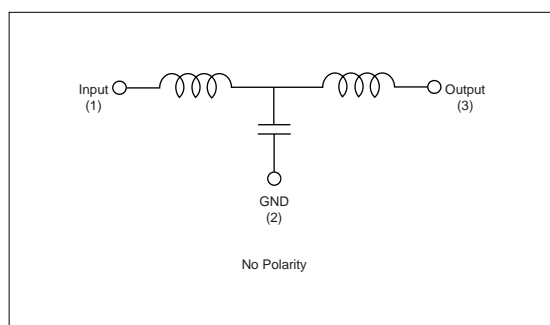 Input
(1)
Output
(3)
GND
(2)
No Polarity